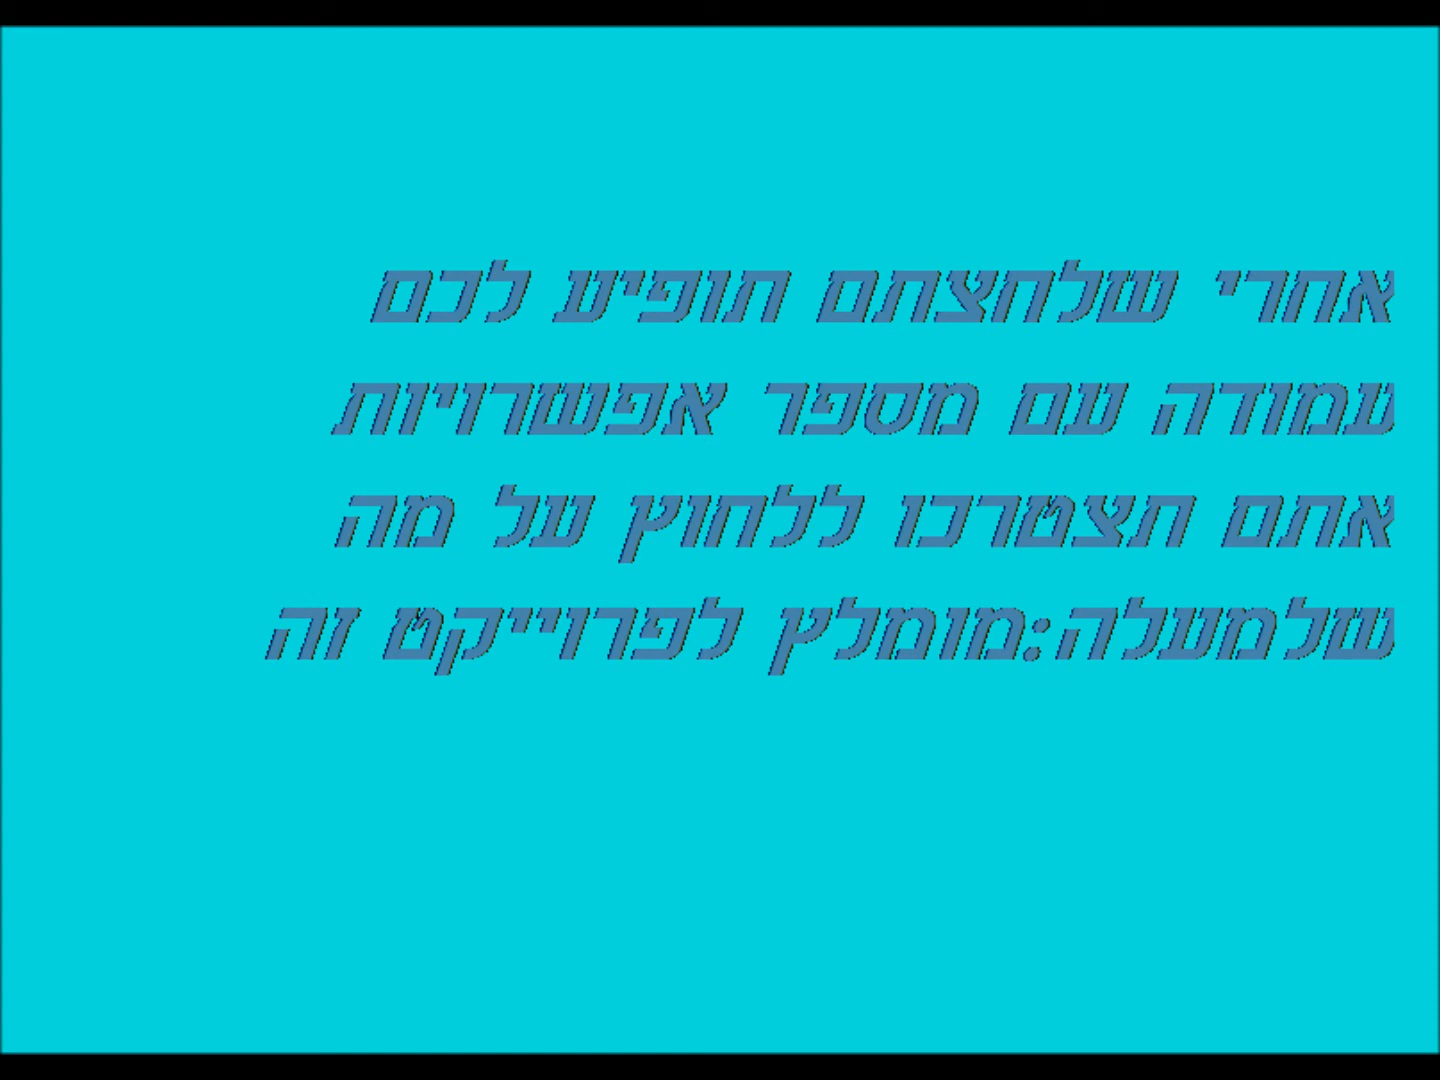 אחרי שלחצתם תופיע לכם
עמודה עם מספר אפשרויות
אתם תצטרכו ללחוץ על מה
שלמעלה:מומלץ לפרוייקט זה